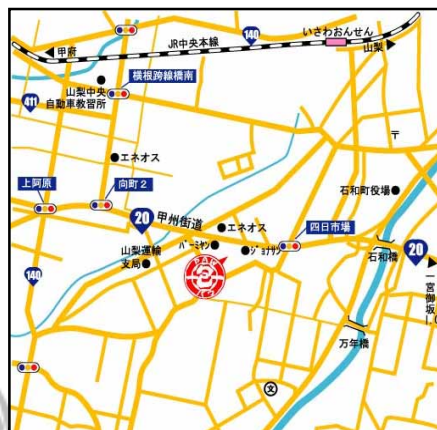 140
いさわおんせん
JR中央本線
甲府
山梨
横根跨線橋南
山梨中央
自動車教習所
411
〒
エネオス
上阿原
向町2
石和町役場
20
甲州街道
エネオス
四日市場
バーミヤン
ジョナサン
山梨運輸
支局
石和橋
20
一宮御坂I.C
140
万年橋
文